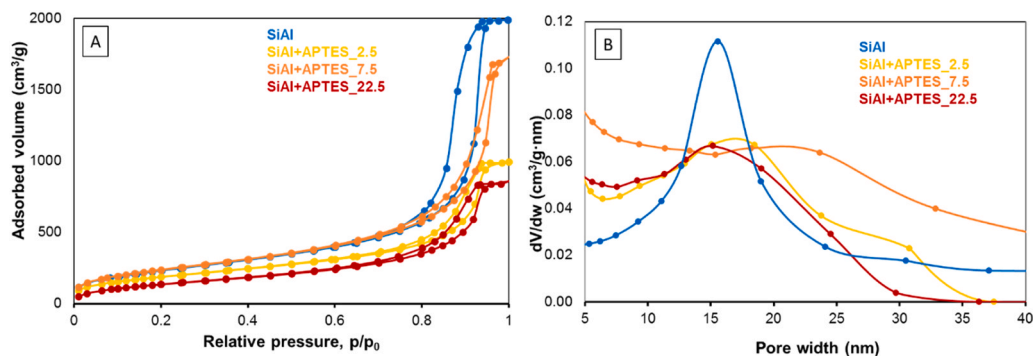 A
SiAl
SiAl+APTES_2.5
SiAl+APTES_7.5
SiAl+APTES_22.5
2000
1500
1000
500
0
Adsorbed volume (cm³/g)
0
0.2
0.4
0.6
0.8
1
Relative pressure, p/p₀
B
SiAl
SiAl+APTES_2.5
SiAl+APTES_7.5
SiAl+APTES_22.5
0.12
0.10
0.08
0.06
0.04
0.02
0.00
dV/dw (cm³/g·nm)
5
10
15
20
25
30
35
40
Pore width (nm)